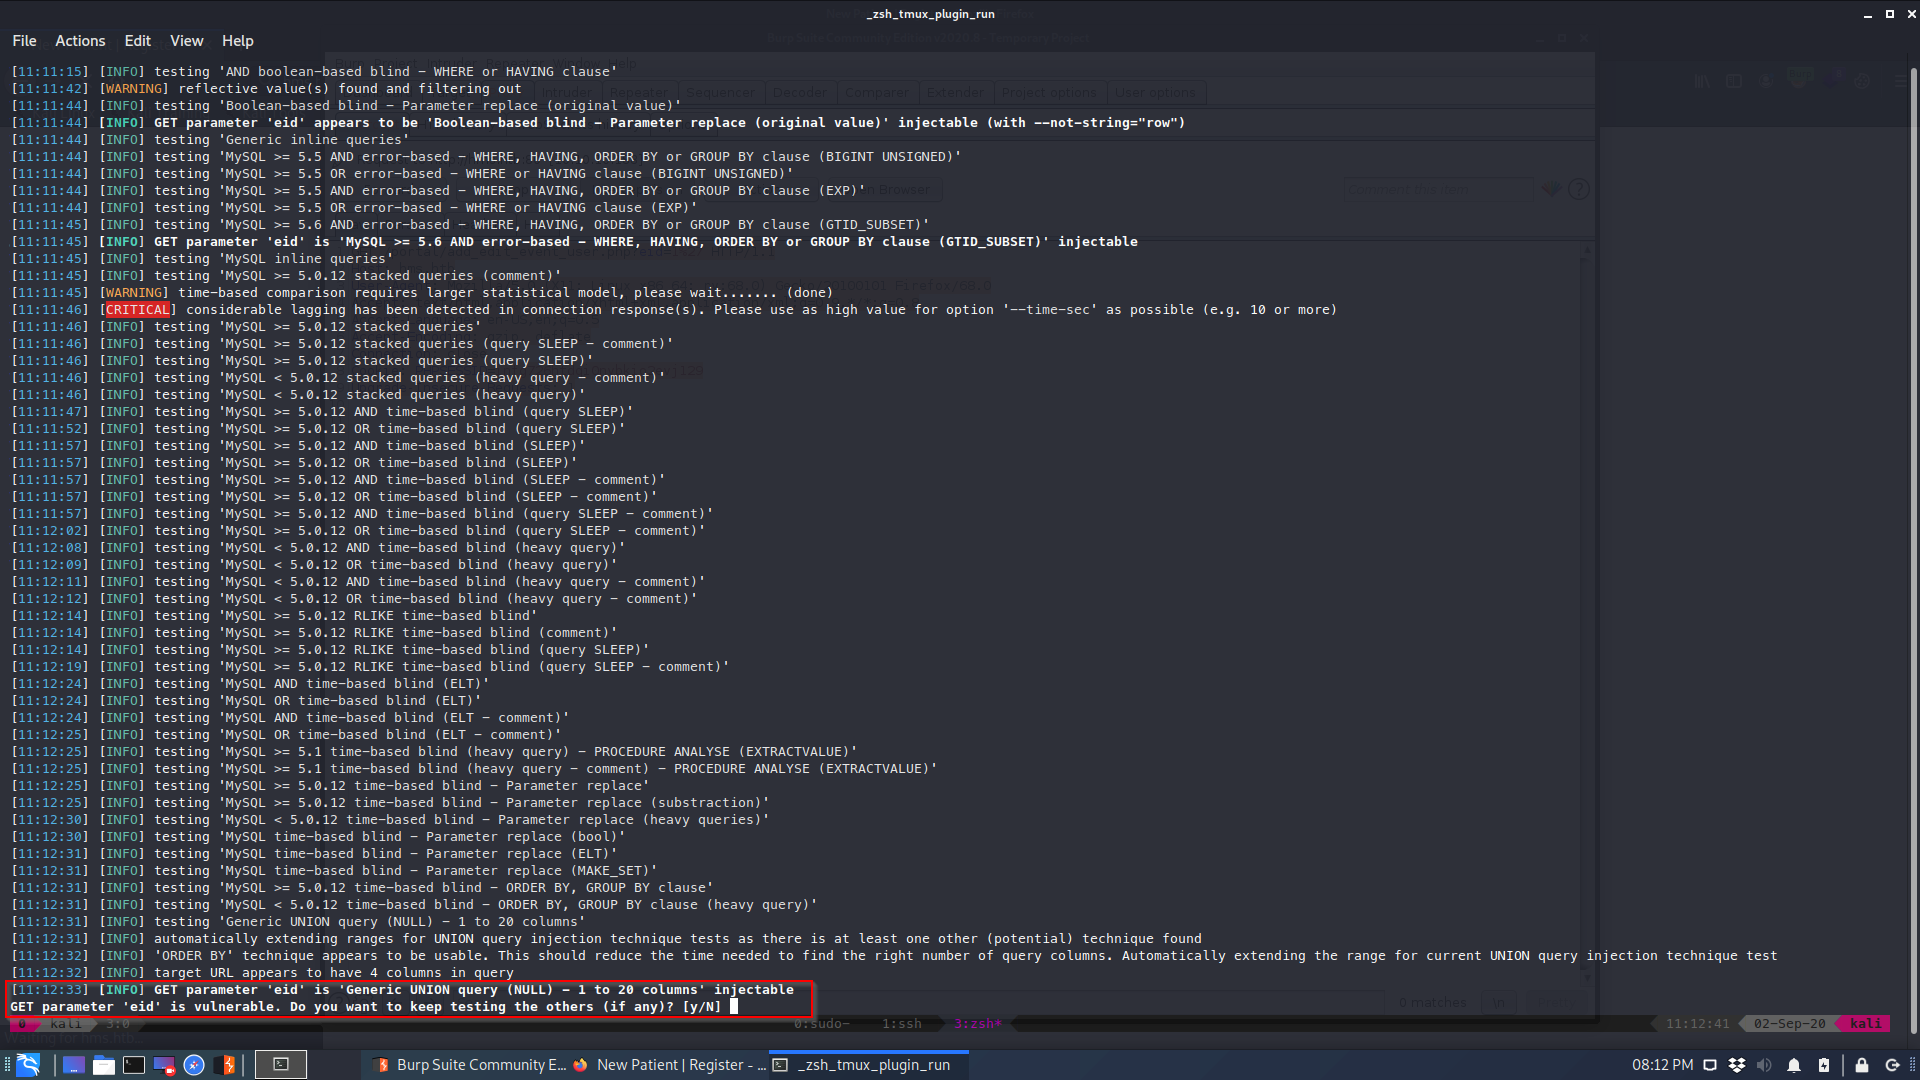 _zsh_tmux_plugin_run
File Actions Edit View Help
[11:11:15] [INFO] testing 'AND boolean-based blind - WHERE or HAVING clause'
[11:11:42] [WARNING] reflective value(s) found and filtering out
[11:11:44] [INFO] testing 'Boolean-based blind - Parameter replace (original value)'
[11:11:44] [INFO] GET parameter 'eid' appears to be 'Boolean-based blind - Parameter replace (original value)' injectable (with --not-string="row")
[11:11:44] [INFO] testing 'Generic inline queries'
[11:11:44] [INFO] testing 'MySQL >= 5.5 AND error-based - WHERE, HAVING, ORDER BY or GROUP BY clause (BIGINT UNSIGNED)'
[11:11:44] [INFO] testing 'MySQL >= 5.5 OR error-based - WHERE or HAVING clause (BIGINT UNSIGNED)'
[11:11:44] [INFO] testing 'MySQL >= 5.5 AND error-based - WHERE, HAVING, ORDER BY or GROUP BY clause (EXP)'
[11:11:44] [INFO] testing 'MySQL >= 5.5 OR error-based - WHERE or HAVING clause (EXP)'
[11:11:45] [INFO] testing 'MySQL >= 5.6 AND error-based - WHERE, HAVING, ORDER BY or GROUP BY clause (GTID_SUBSET)'
[11:11:45] [INFO] GET parameter 'eid' is 'MySQL >= 5.6 AND error-based - WHERE, HAVING, ORDER BY or GROUP BY clause (GTID_SUBSET)' injectable
[11:11:45] [INFO] testing 'MySQL inline queries'
[11:11:45] [INFO] testing 'MySQL >= 5.0.12 stacked queries (comment)'
[11:11:45] [WARNING] time-based comparison requires larger statistical model, please wait....... (done)
[11:11:46] [CRITICAL] considerable lagging has been detected in connection response(s). Please use as high value for option '--time-sec' as possible (e.g. 10 or more)
[11:11:46] [INFO] testing 'MySQL >= 5.0.12 stacked queries'
[11:11:46] [INFO] testing 'MySQL >= 5.0.12 stacked queries (query SLEEP - comment)'
[11:11:46] [INFO] testing 'MySQL >= 5.0.12 stacked queries (query SLEEP)'
[11:11:46] [INFO] testing 'MySQL < 5.0.12 stacked queries (heavy query - comment)'
[11:11:46] [INFO] testing 'MySQL < 5.0.12 stacked queries (heavy query)'
[11:11:47] [INFO] testing 'MySQL >= 5.0.12 AND time-based blind (query SLEEP)'
[11:11:52] [INFO] testing 'MySQL >= 5.0.12 OR time-based blind (query SLEEP)'
[11:11:57] [INFO] testing 'MySQL >= 5.0.12 AND time-based blind (SLEEP)'
[11:11:57] [INFO] testing 'MySQL >= 5.0.12 OR time-based blind (SLEEP)'
[11:11:57] [INFO] testing 'MySQL >= 5.0.12 AND time-based blind (SLEEP - comment)'
[11:11:57] [INFO] testing 'MySQL >= 5.0.12 OR time-based blind (SLEEP - comment)'
[11:11:57] [INFO] testing 'MySQL >= 5.0.12 AND time-based blind (query SLEEP - comment)'
[11:12:02] [INFO] testing 'MySQL >= 5.0.12 OR time-based blind (query SLEEP - comment)'
[11:12:08] [INFO] testing 'MySQL < 5.0.12 AND time-based blind (heavy query)'
[11:12:09] [INFO] testing 'MySQL < 5.0.12 OR time-based blind (heavy query)'
[11:12:11] [INFO] testing 'MySQL < 5.0.12 AND time-based blind (heavy query - comment)'
[11:12:12] [INFO] testing 'MySQL < 5.0.12 OR time-based blind (heavy query - comment)'
[11:12:14] [INFO] testing 'MySQL >= 5.0.12 RLIKE time-based blind'
[11:12:14] [INFO] testing 'MySQL >= 5.0.12 RLIKE time-based blind (comment)'
[11:12:14] [INFO] testing 'MySQL >= 5.0.12 RLIKE time-based blind (query SLEEP)'
[11:12:19] [INFO] testing 'MySQL >= 5.0.12 RLIKE time-based blind (query SLEEP - comment)'
[11:12:24] [INFO] testing 'MySQL AND time-based blind (ELT)'
[11:12:24] [INFO] testing 'MySQL OR time-based blind (ELT)'
[11:12:24] [INFO] testing 'MySQL AND time-based blind (ELT - comment)'
[11:12:25] [INFO] testing 'MySQL OR time-based blind (ELT - comment)'
[11:12:25] [INFO] testing 'MySQL >= 5.1 time-based blind (heavy query) - PROCEDURE ANALYSE (EXTRACTVALUE)'
[11:12:25] [INFO] testing 'MySQL >= 5.1 time-based blind (heavy query - comment) - PROCEDURE ANALYSE (EXTRACTVALUE)'
[11:12:25] [INFO] testing 'MySQL >= 5.0.12 time-based blind - Parameter replace'
[11:12:25] [INFO] testing 'MySQL >= 5.0.12 time-based blind - Parameter replace (substraction)'
[11:12:30] [INFO] testing 'MySQL < 5.0.12 time-based blind - Parameter replace (heavy queries)'
[11:12:30] [INFO] testing 'MySQL time-based blind - Parameter replace (bool)'
[11:12:31] [INFO] testing 'MySQL time-based blind - Parameter replace (ELT)'
[11:12:31] [INFO] testing 'MySQL time-based blind - Parameter replace (MAKE_SET)'
[11:12:31] [INFO] testing 'MySQL >= 5.0.12 time-based blind - ORDER BY, GROUP BY clause'
[11:12:31] [INFO] testing 'MySQL < 5.0.12 time-based blind - ORDER BY, GROUP BY clause (heavy query)'
[11:12:31] [INFO] testing 'Generic UNION query (NULL) - 1 to 20 columns'
[11:12:31] [INFO] automatically extending ranges for UNION query injection technique tests as there is at least one other (potential) technique found
[11:12:32] [INFO] 'ORDER BY' technique appears to be usable. This should reduce the time needed to find the right number of query columns. Automatically extending the range for current UNION query injection technique test
[11:12:32] [INFO] target URL appears to have 4 columns in query
[11:12:33] [INFO] GET parameter 'eid' is 'Generic UNION query (NULL) - 1 to 20 columns' injectable
GET parameter 'eid' is vulnerable. Do you want to keep testing the others (if any)? [y/N]
0 kali 3:0 0:sudo- 1:ssh 3:zsh* 11:12:41 02-Sep-20 kali
Burp Suite Community E... New Patient | Register - ... _zsh_tmux_plugin_run 08:12 PM